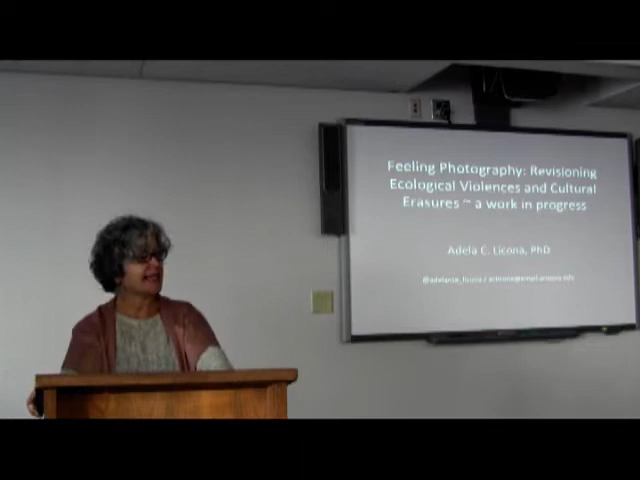 Feeling Photography: Revisioning
Ecological Violences and Cultural
Erasures ~ a work in progress
Adela C. Licona, PhD